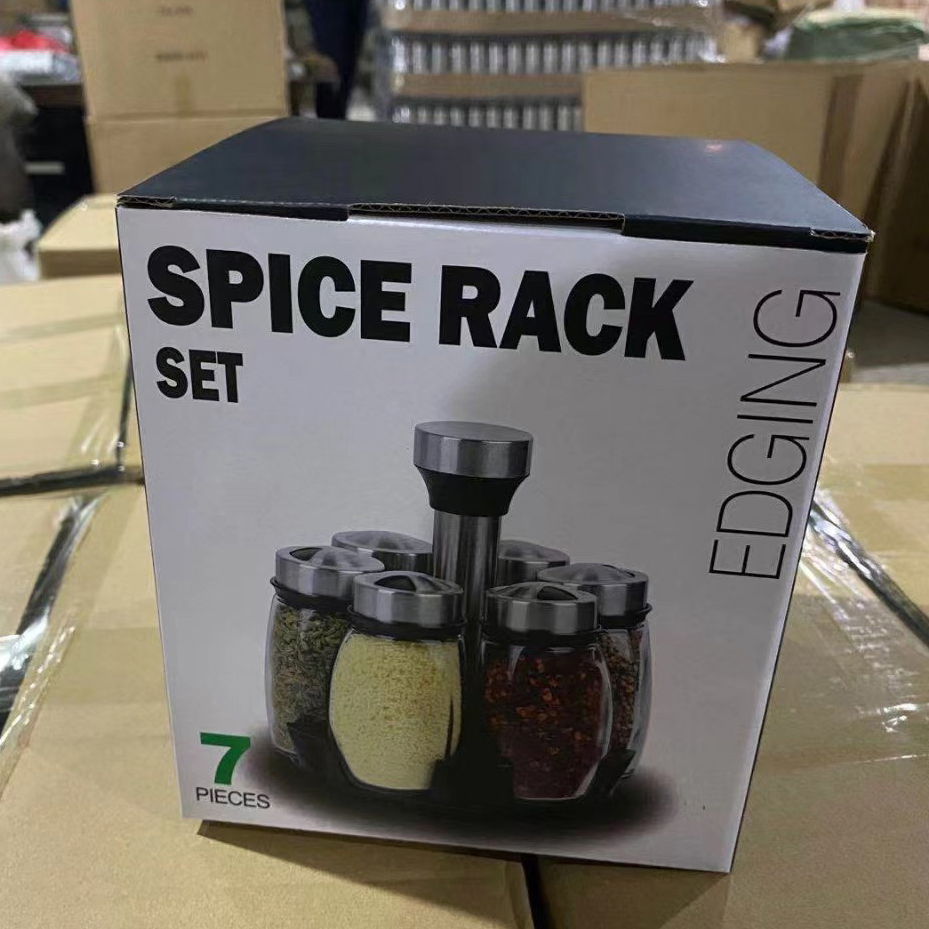 SPICE RACK
SET
EDGING
7
PIECES